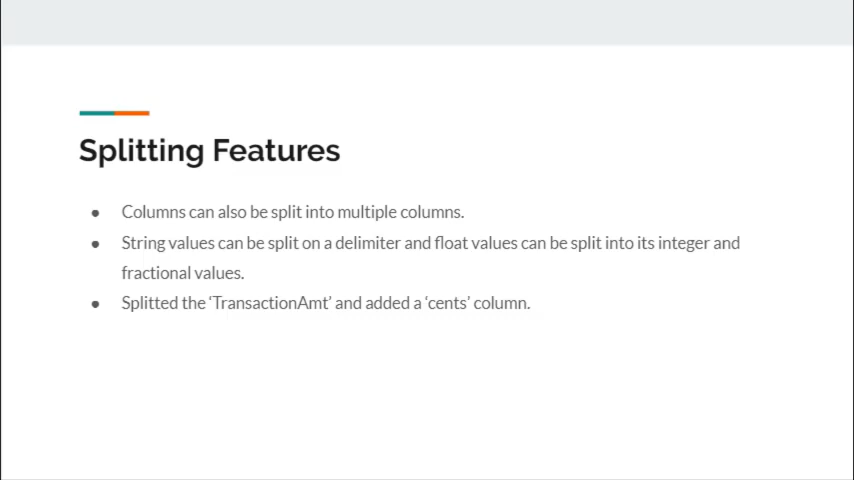 Splitting Features
● Columns can also be split into multiple columns.
● String values can be split on a delimiter and float values can be split into its integer and
fractional values.
● Splitted the ‘TransactionAmt’ and added a ‘cents’ column.